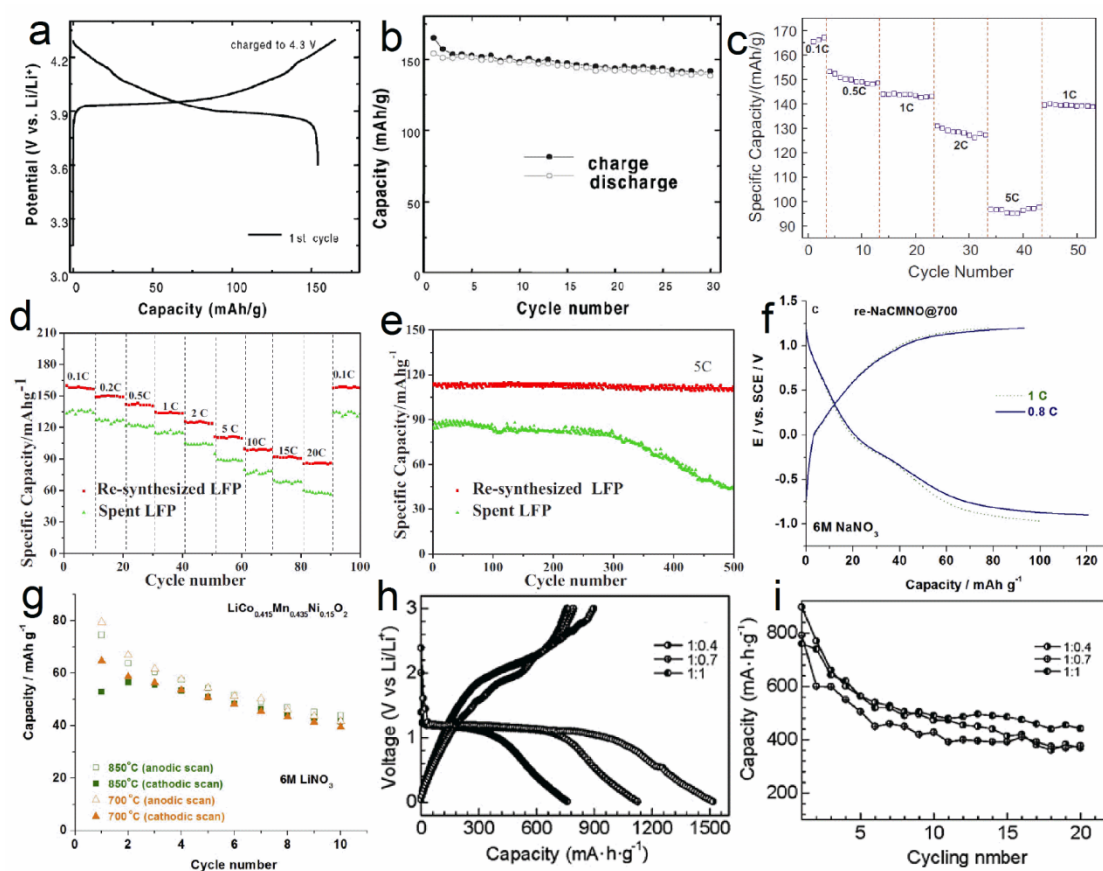 a
charged to 4.3 V
Potential (V vs. Li/Li⁺)
4.2
3.9
3.6
3.3
3.0
1st cycle
0 50 100 150
Capacity (mAh/g)
b
Capacity (mAh/g)
150
100
50
0
charge
discharge
0 5 10 15 20 25 30
Cycle number
c
Specific Capacity/(mAh/g)
170
160
150
140
130
120
110
100
90
0.1C
0.5C
1C
2C
5C
1C
0 10 20 30 40 50
Cycle Number
d
Specific Capacity/mAhg⁻¹
210
180
150
120
90
60
30
0
0.1C
0.2C
0.5C
1 C
2 C
5 C
10C
15C
20C
0.1C
Re-synthesized LFP
Spent LFP
0 20 40 60 80 100
Cycle number
e
Specific Capacity/mAhg⁻¹
150
120
90
60
30
0
5C
Re-synthesized LFP
Spent LFP
0 100 200 300 400 500
Cycle number
f
c
re-NaCMNO@700
E / vs. SCE / V
1.5
1.0
0.5
0.0
-0.5
-1.0
1 C
0.8 C
6M NaNO₃
0 20 40 60 80 100 120
Capacity / mAh g⁻¹
g
LiCo₀.₄₁₅Mn₀.₄₃₅Ni₀.₁₅O₂
Capacity / mAh g⁻¹
80
60
40
20
0
850°C (anodic scan)
850°C (cathodic scan)
700°C (anodic scan)
700°C (cathodic scan)
6M LiNO₃
0 2 4 6 8 10
Cycle number
h
Voltage (V vs Li/Li⁺)
3
2
1
0
1:0.4
1:0.7
1:1
0 300 600 900 1200 1500
Capacity (mA·h·g⁻¹)
i
Capacity (mA·h·g⁻¹)
800
600
400
200
1:0.4
1:0.7
1:1
5 10 15 20
Cycling nmber